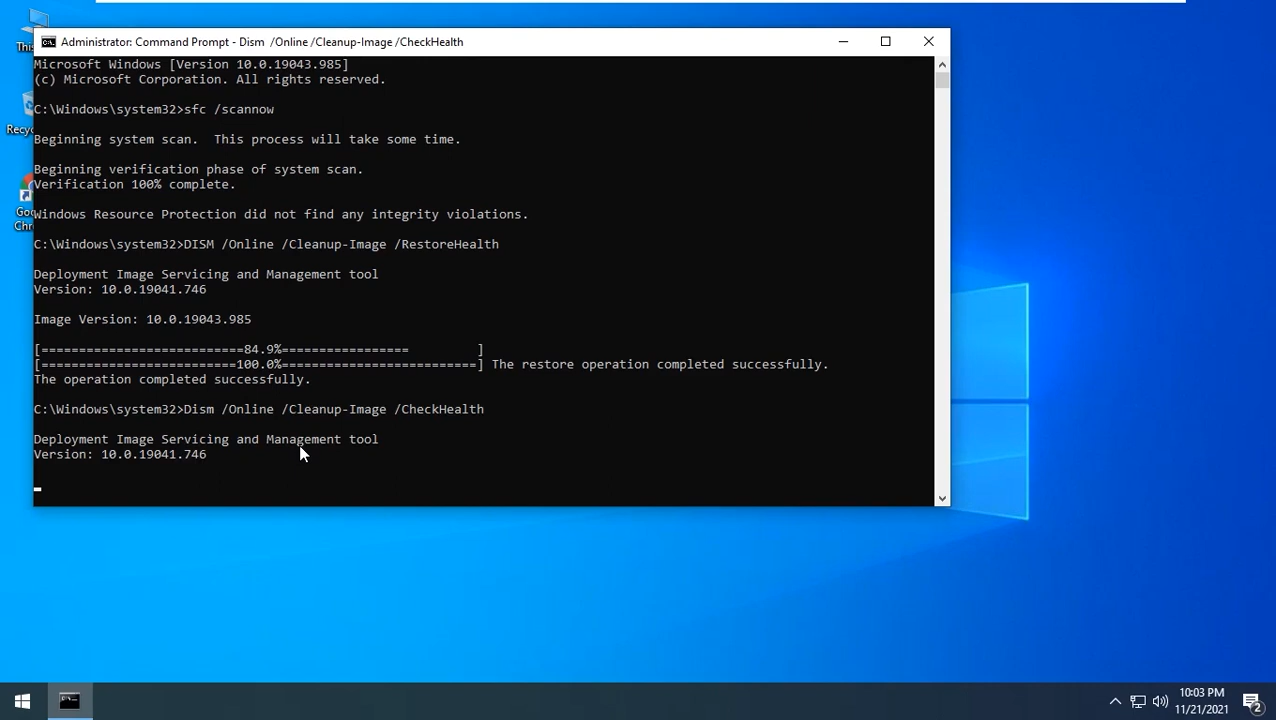 Administrator: Command Prompt - Dism  /Online /Cleanup-Image /CheckHealth
Microsoft Windows [Version 10.0.19043.985]
(c) Microsoft Corporation. All rights reserved.
C:\Windows\system32>sfc /scannow
Beginning system scan.  This process will take some time.
Beginning verification phase of system scan.
Verification 100% complete.
Windows Resource Protection did not find any integrity violations.
C:\Windows\system32>DISM /Online /Cleanup-Image /RestoreHealth
Deployment Image Servicing and Management tool
Version: 10.0.19041.746
Image Version: 10.0.19043.985
[===========================84.9%=================         ]
[===========================100.0%==========================] The restore operation completed successfully.
The operation completed successfully.
C:\Windows\system32>Dism /Online /Cleanup-Image /CheckHealth
Deployment Image Servicing and Management tool
Version: 10.0.19041.746
This
Recyc
Goo
Chro
10:03 PM
11/21/2021
2